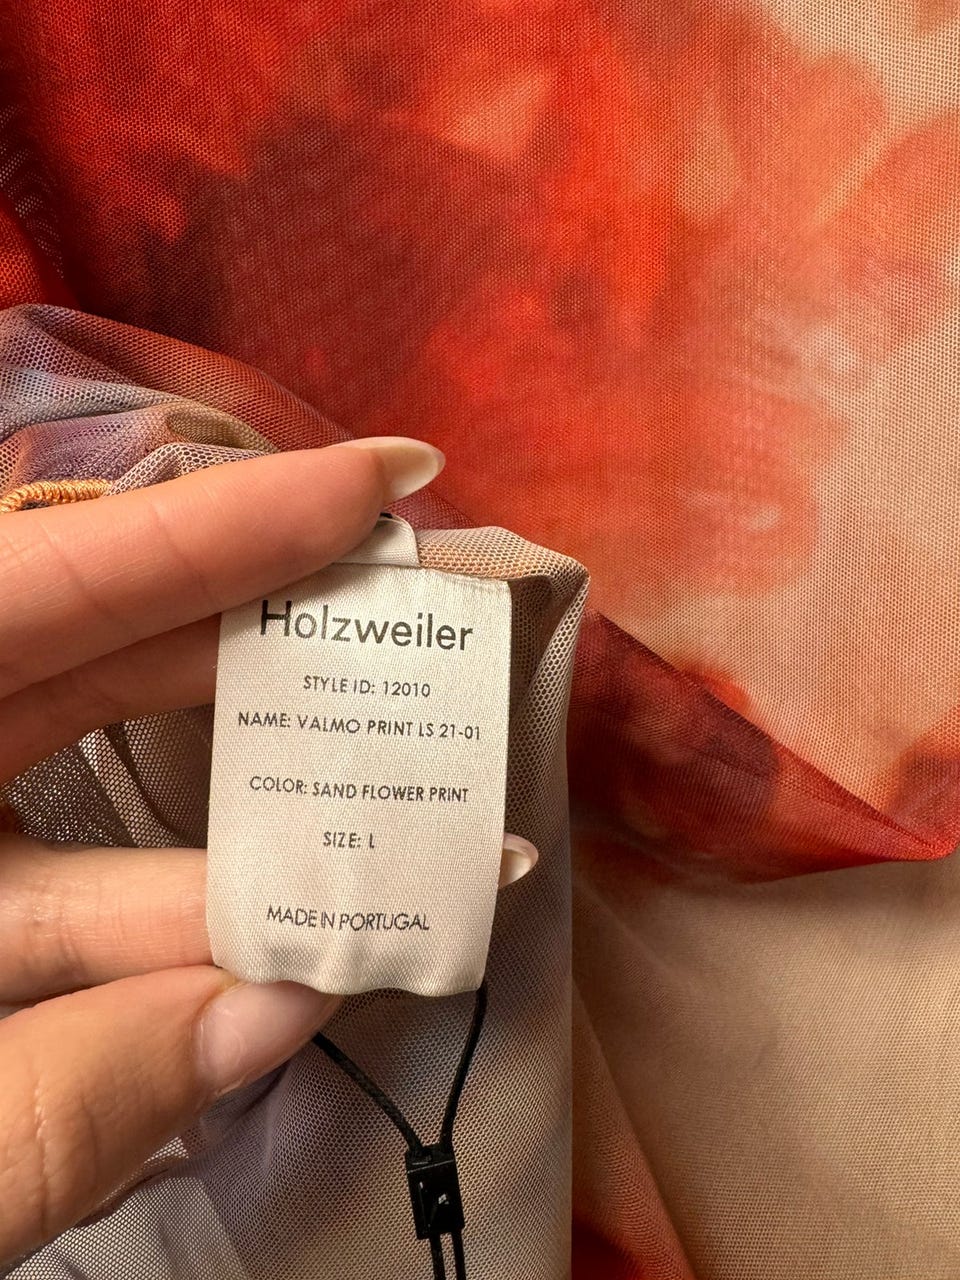 Holzweiler
STYLE ID: 12010
NAME: VALMO PRINT LS 21-01
COLOR: SAND FLOWER PRINT
SIZE: L
MADE IN PORTUGAL